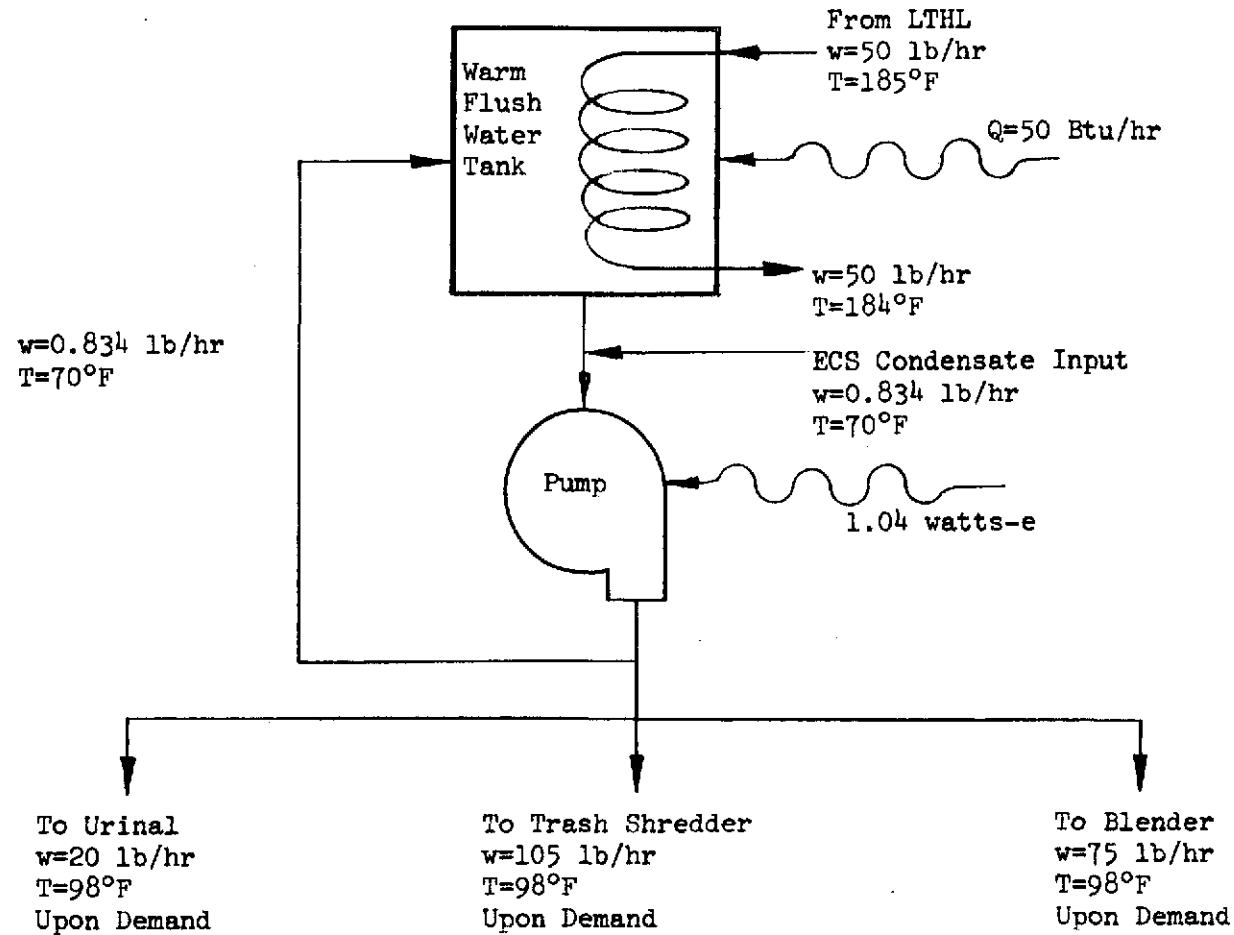 From LTHL
w=50 lb/hr
T=185°F
Warm
Flush
Water
Tank
Q=50 Btu/hr
w=50 lb/hr
T=184°F
w=0.834 lb/hr
T=70°F
ECS Condensate Input
w=0.834 lb/hr
T=70°F
Pump
1.04 watts-e
To Urinal
w=20 lb/hr
T=98°F
Upon Demand
To Trash Shredder
w=105 lb/hr
T=98°F
Upon Demand
To Blender
w=75 lb/hr
T=98°F
Upon Demand